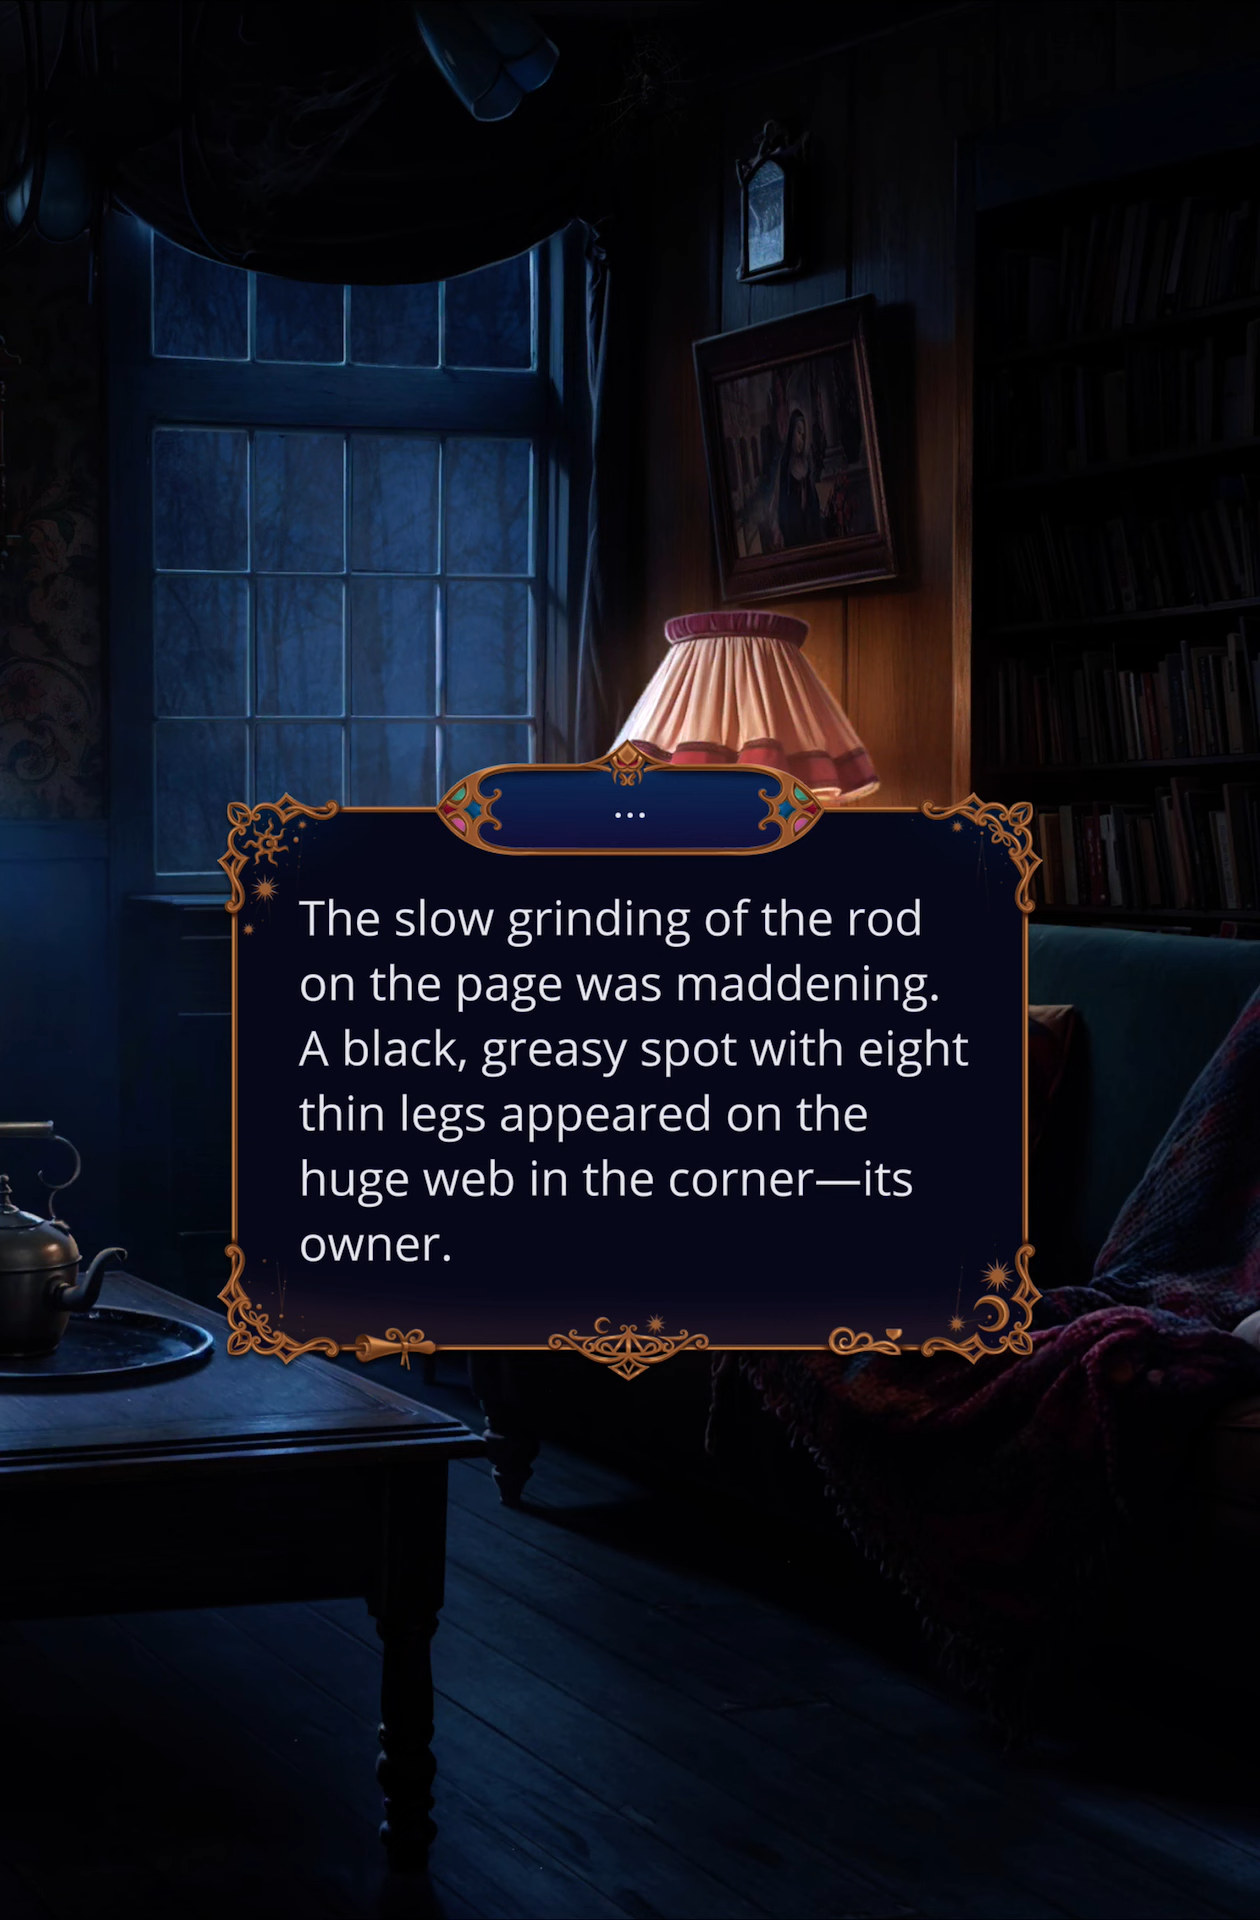 ...
The slow grinding of the rod
on the page was maddening.
A black, greasy spot with eight
thin legs appeared on the
huge web in the corner—its
owner.